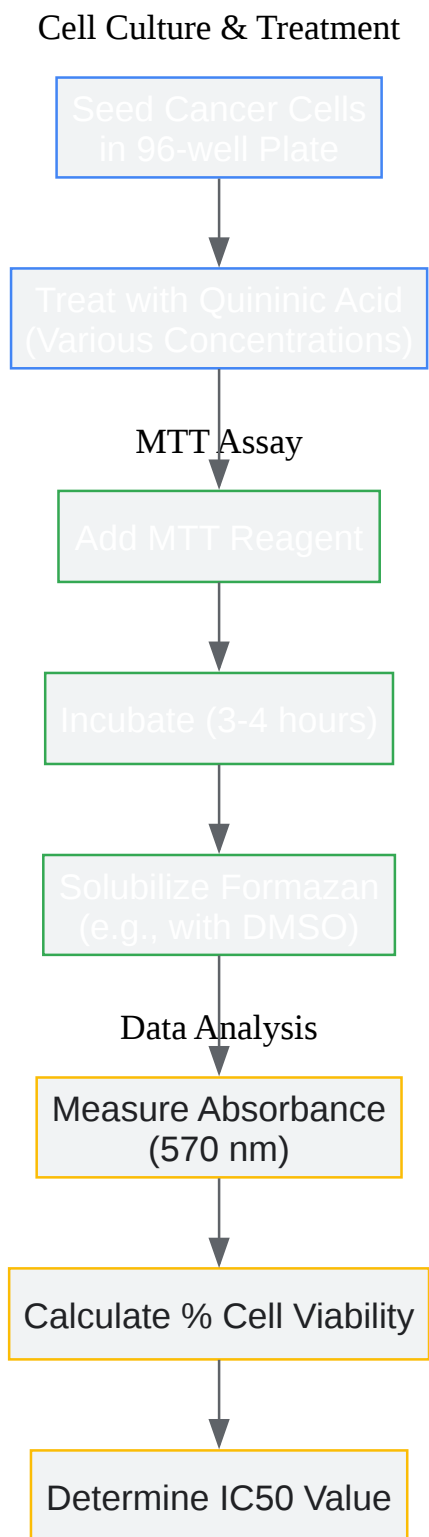 Cell Culture & Treatment
Seed Cancer Cells
in 96-well Plate
Treat with Quininic Acid
(Various Concentrations)
MTT Assay
Add MTT Reagent
Incubate (3-4 hours)
Solubilize Formazan
(e.g., with DMSO)
Data Analysis
Measure Absorbance
(570 nm)
Calculate % Cell Viability
Determine IC50 Value